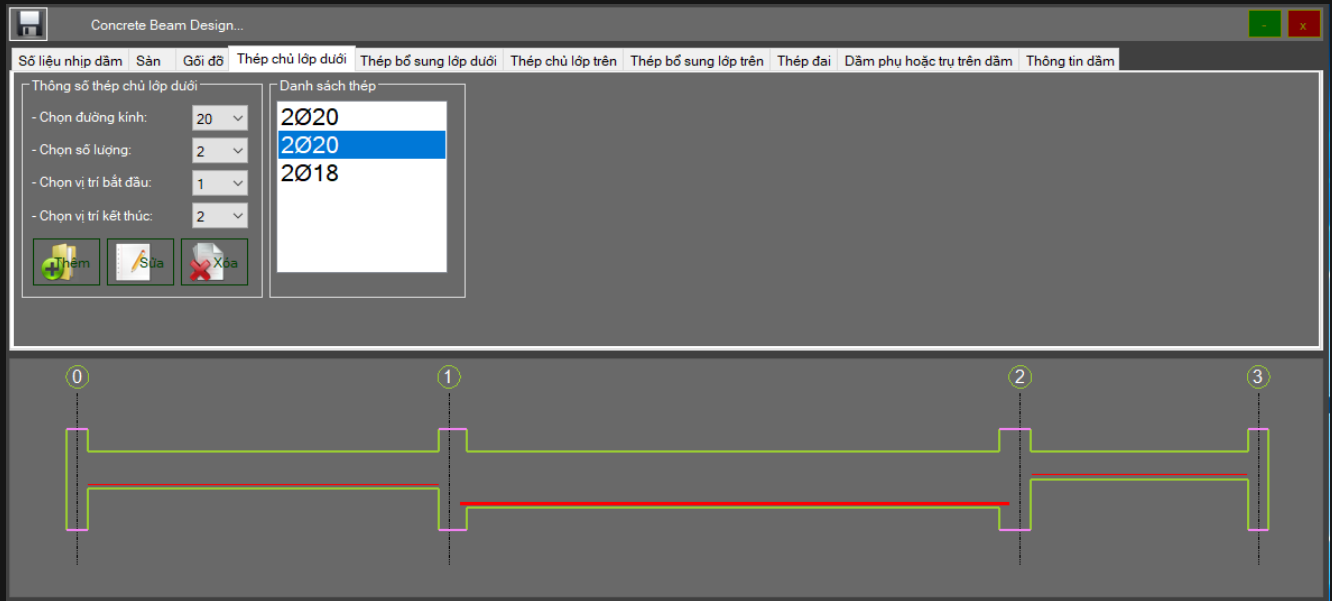 Concrete Beam Design...
- x
Số liệu nhịp dầm Sàn Gối đỡ Thép chủ lớp dưới Thép bổ sung lớp dưới Thép chủ lớp trên Thép bổ sung lớp trên Thép đai Dầm phụ hoặc trụ trên dầm Thông tin dầm
Thông số thép chủ lớp dưới
- Chọn đường kính: 20
- Chọn số lượng: 2
- Chọn vị trí bắt đầu: 1
- Chọn vị trí kết thúc: 2
Thêm Sửa Xóa
Danh sách thép
2Ø20
2Ø20
2Ø18
0 1 2 3